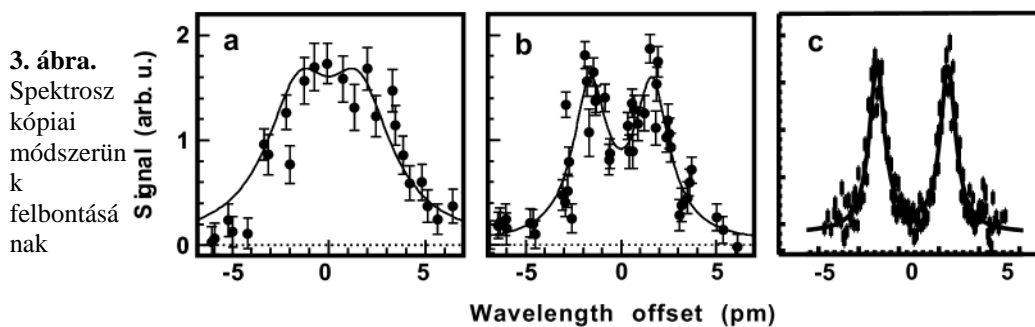 3. ábra.
Spektrosz
kópiai
módszerün
k
felbontásá
nak
Signal (arb. u.)
2
1
0
a
b
c
-5 0 5
-5 0 5
-5 0 5
Wavelength offset (pm)